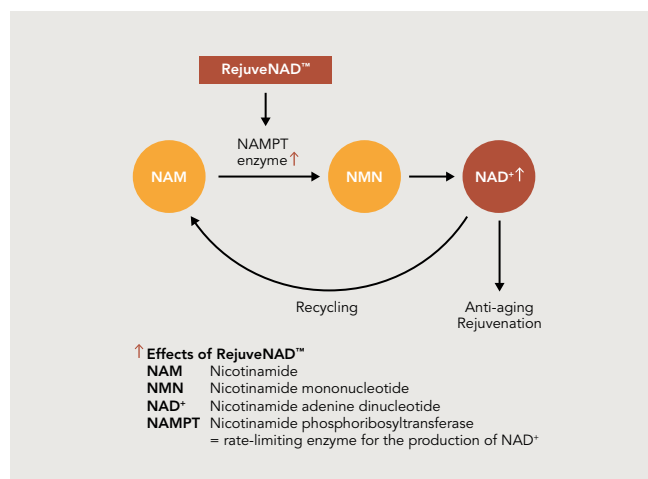 RejuveNAD™
NAMPT
enzyme↑
NAM
NMN
NAD⁺↑
Recycling
Anti-aging
Rejuvenation
↑ Effects of RejuveNAD™
NAM Nicotinamide
NMN Nicotinamide mononucleotide
NAD⁺ Nicotinamide adenine dinucleotide
NAMPT Nicotinamide phosphoribosyltransferase
= rate-limiting enzyme for the production of NAD⁺